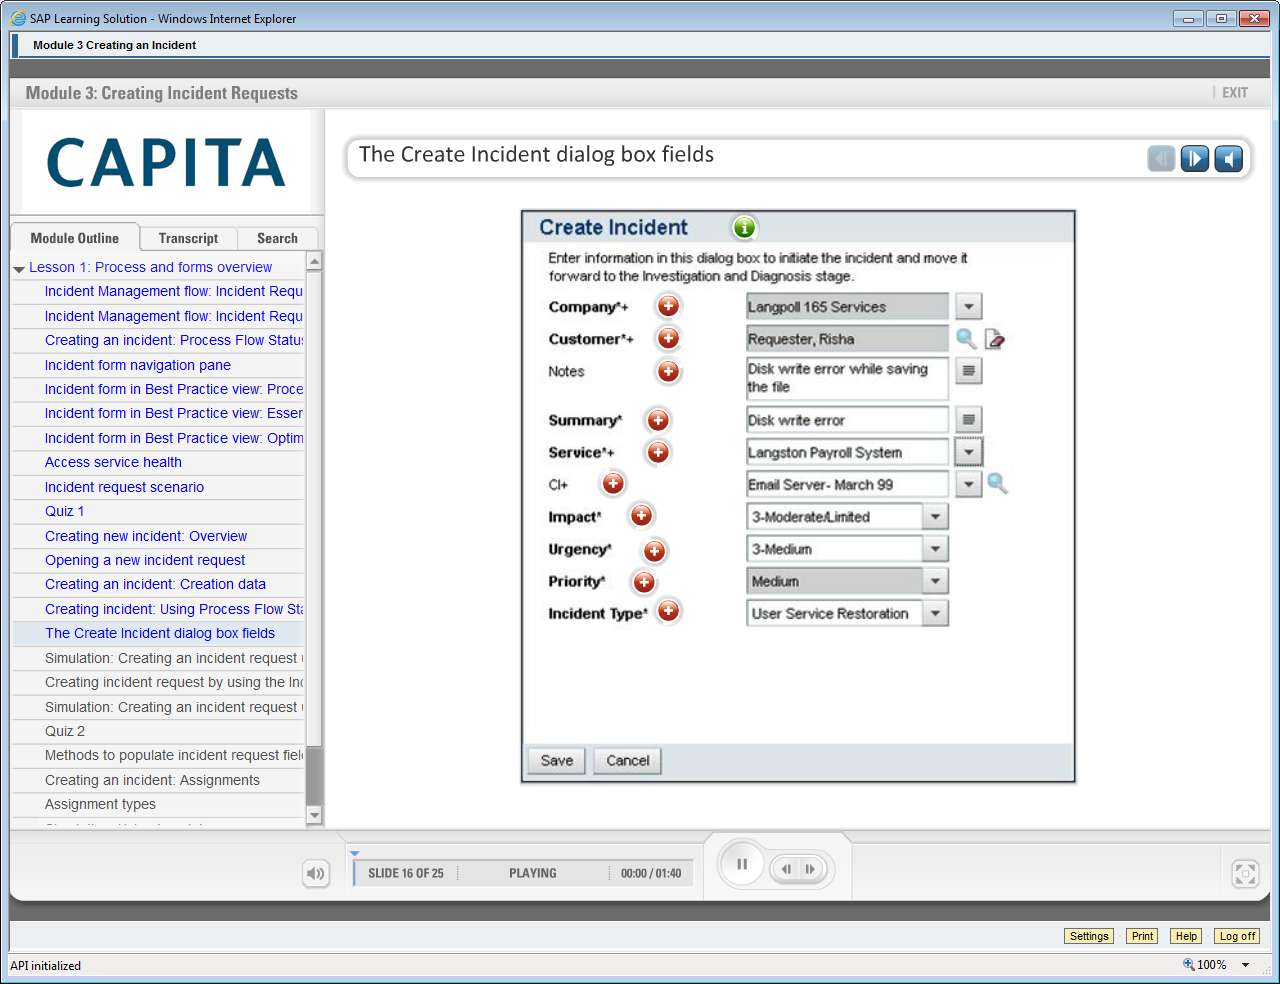 SAP Learning Solution - Windows Internet Explorer
Module 3 Creating an Incident
Module 3: Creating Incident Requests
EXIT
CAPITA
The Create Incident dialog box fields
Module Outline
Transcript
Search
Lesson 1: Process and forms overview
Incident Management flow: Incident Requ
Incident Management flow: Incident Requ
Creating an incident: Process Flow Status
Incident form navigation pane
Incident form in Best Practice view: Proce
Incident form in Best Practice view: Essen
Incident form in Best Practice view: Optim
Access service health
Incident request scenario
Quiz 1
Creating new incident: Overview
Opening a new incident request
Creating an incident: Creation data
Creating incident: Using Process Flow Sta
The Create Incident dialog box fields
Simulation: Creating an incident request u
Creating incident request by using the Inc
Simulation: Creating an incident request u
Quiz 2
Methods to populate incident request field
Creating an incident: Assignments
Assignment types
Create Incident
Enter information in this dialog box to initiate the incident and move it
forward to the Investigation and Diagnosis stage.
Company*+ Langpoll 165 Services
Customer*+ Requester, Risha
Notes Disk write error while saving
the file
Summary* Disk write error
Service*+ Langston Payroll System
CI+ Email Server- March 99
Impact* 3-Moderate/Limited
Urgency* 3-Medium
Priority* Medium
Incident Type* User Service Restoration
Save
Cancel
SLIDE 16 OF 25
PLAYING
00:00 / 01:40
Settings
Print
Help
Log off
API initialized
100%